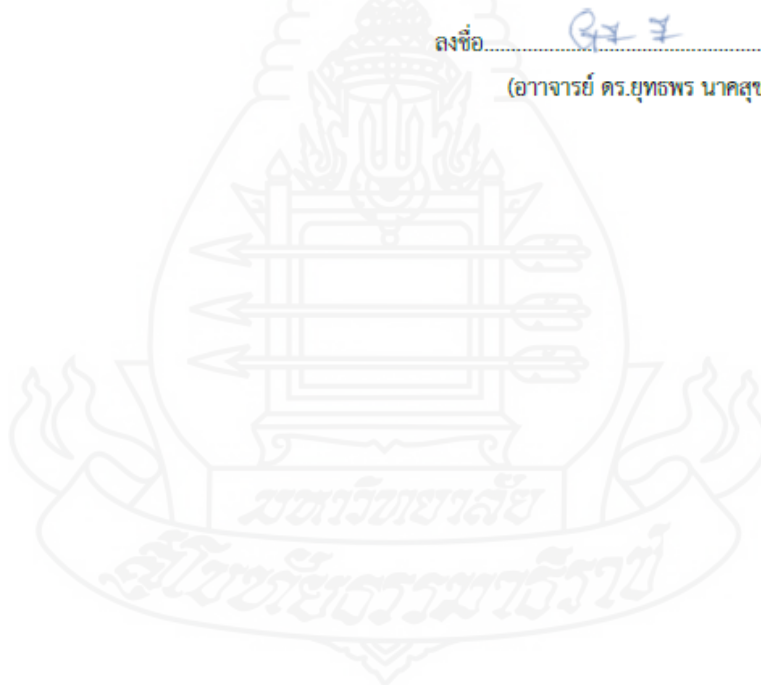 ลงชื่อ
(อาาจารย์ ดร.ยุทธพร นาคสุข
มหาวิทยาลัย
สุโขทัยธรรมาธิราช